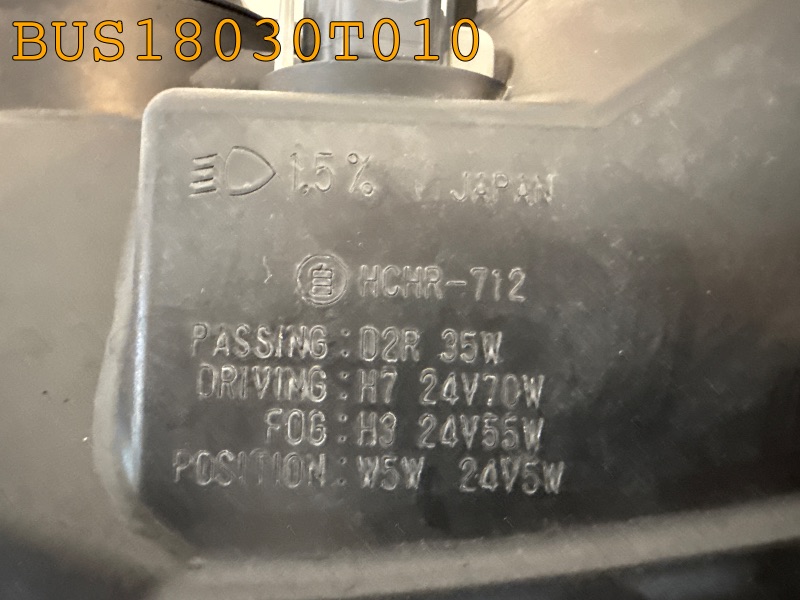 BUS18030T010
1.5% JAPAN
HCHR-712
PASSING: D2R 35W
DRIVING: H7 24V70W
FOG: H3 24V55W
POSITION: W5W 24V5W